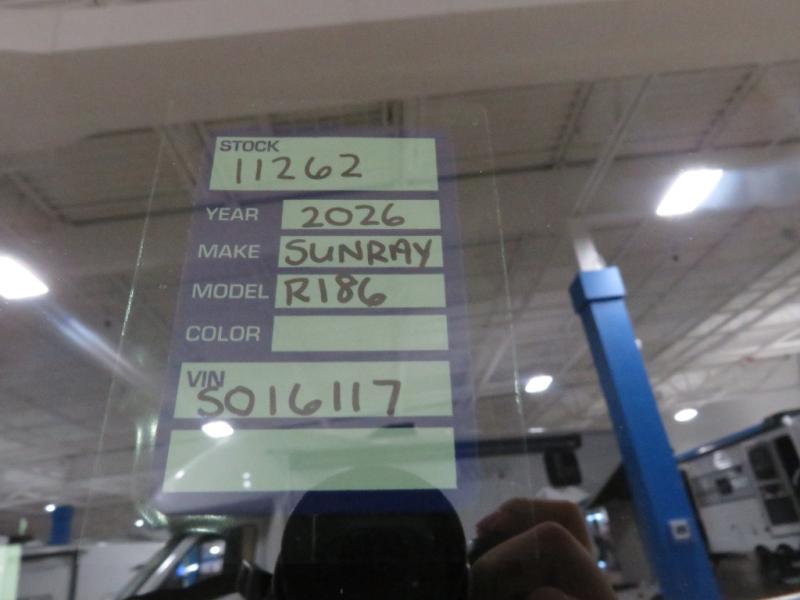 STOCK
11262
YEAR 2026
MAKE SUNRAY
MODEL R186
COLOR
VIN
S016117